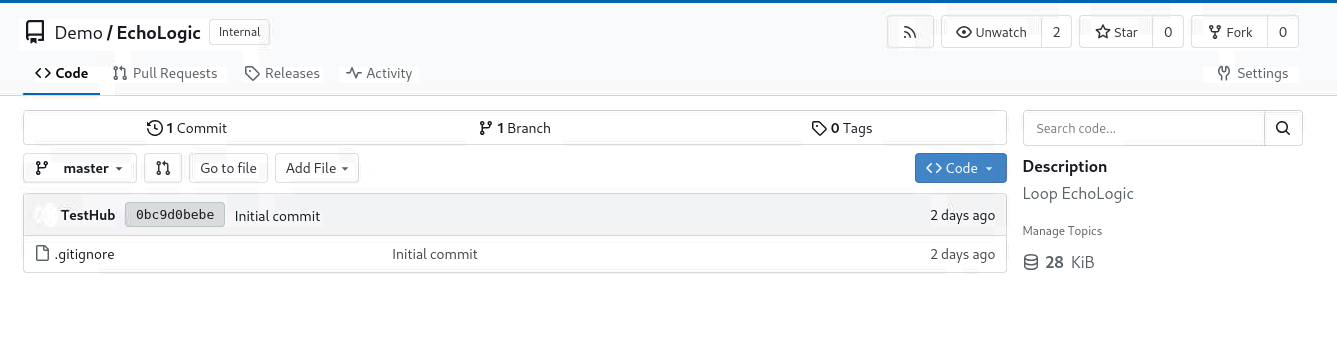 Demo / EchoLogic Internal Unwatch 2 Star 0 Fork 0
Code Pull Requests Releases Activity Settings
1 Commit 1 Branch 0 Tags Search code...
master Go to file Add File Code
Description
Loop EchoLogic
TestHub 0bc9d0bebe Initial commit 2 days ago
Manage Topics
.gitignore Initial commit 2 days ago
28 KiB